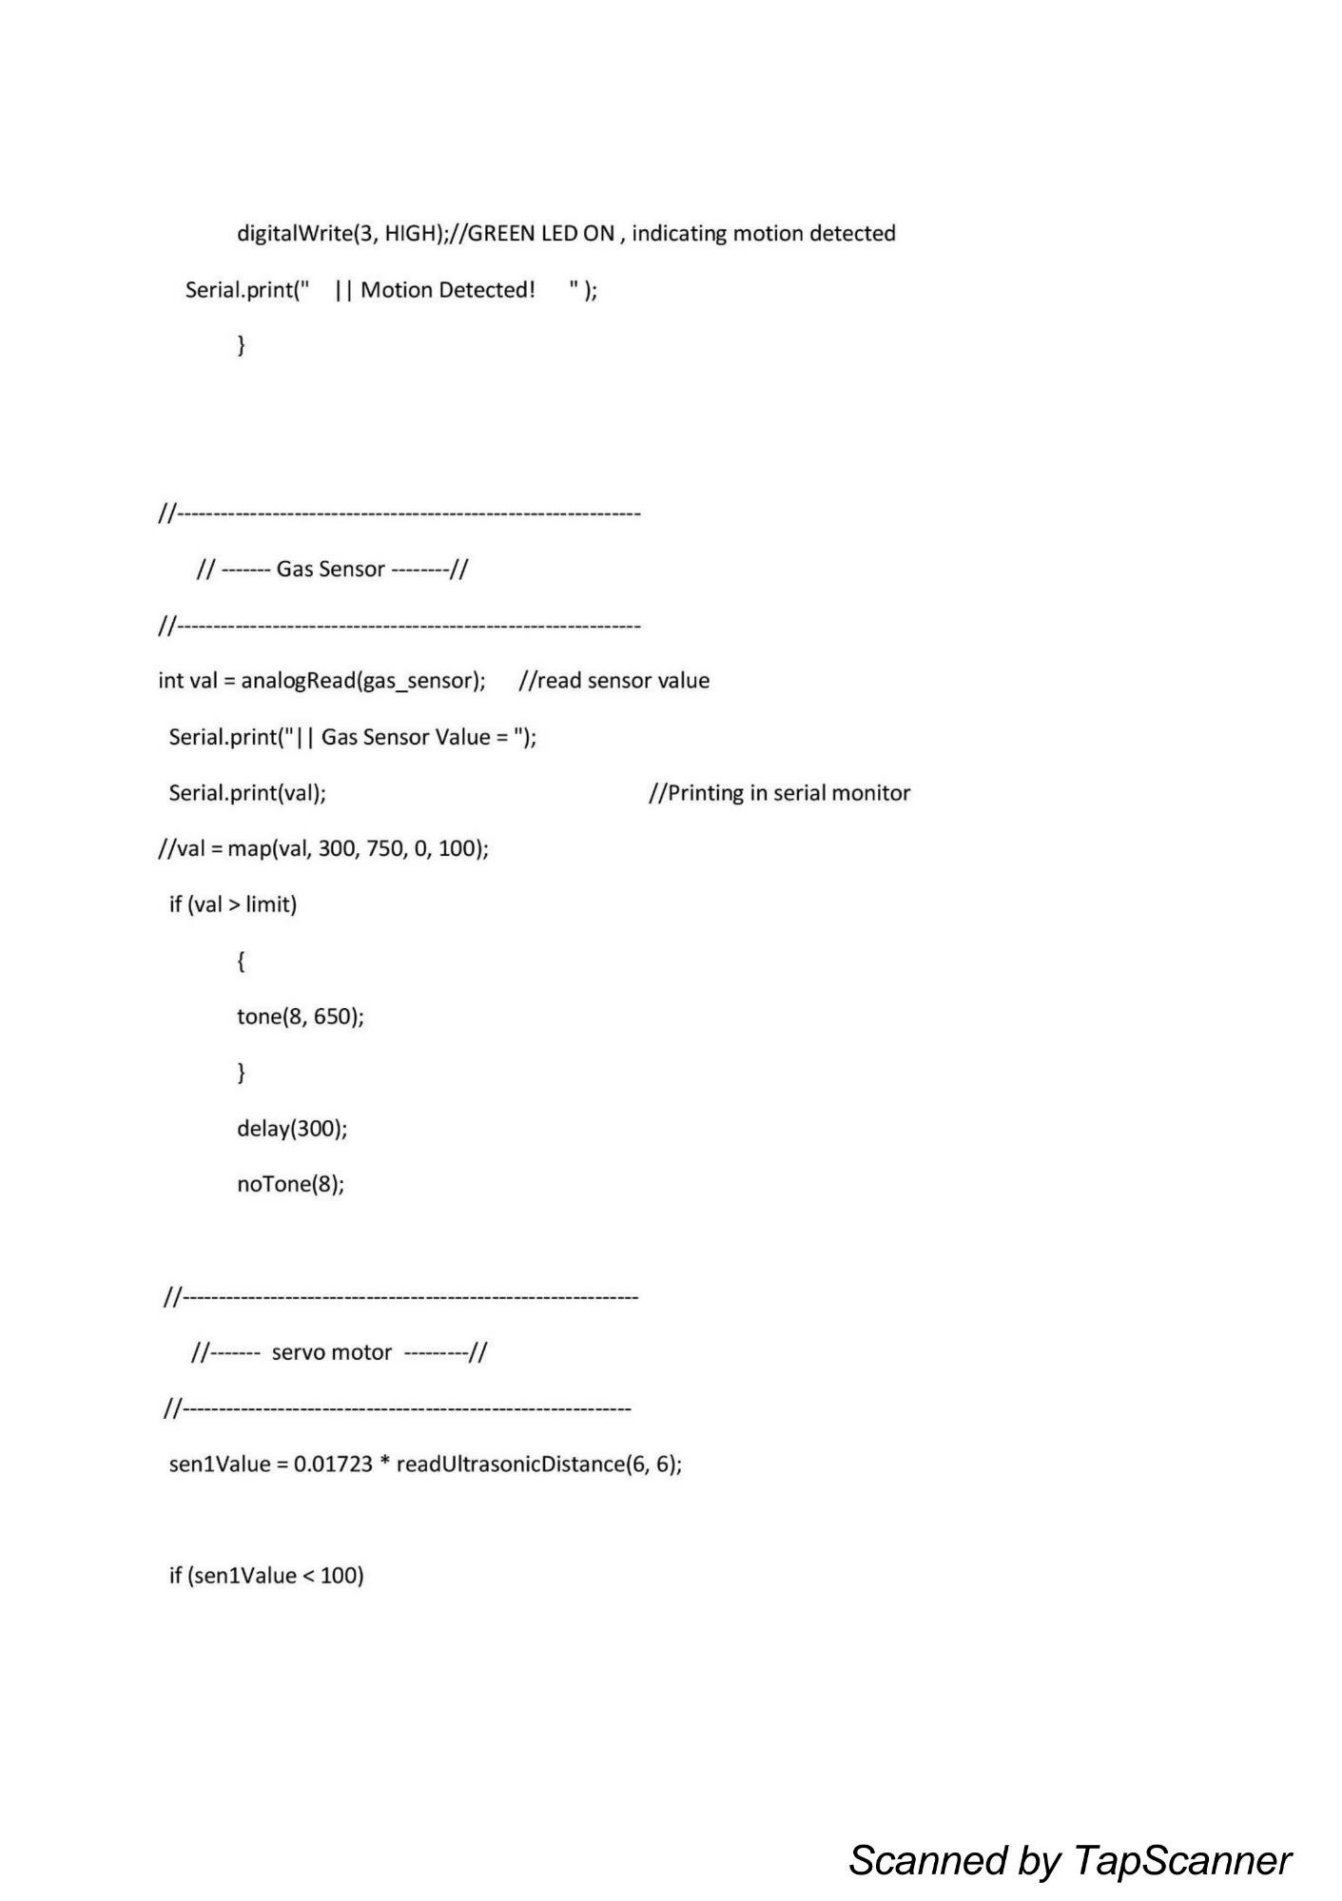 digitalWrite(3, HIGH);//GREEN LED ON , indicating motion detected
Serial.print("    || Motion Detected!     " );
}
//---------------------------------------------------------------
// ------- Gas Sensor --------//
//---------------------------------------------------------------
int val = analogRead(gas_sensor);     //read sensor value
Serial.print("|| Gas Sensor Value = ");
Serial.print(val);                                                  //Printing in serial monitor
//val = map(val, 300, 750, 0, 100);
if (val > limit)
{
tone(8, 650);
}
delay(300);
noTone(8);
//--------------------------------------------------------------
//-------  servo motor  ---------//
//-------------------------------------------------------------
sen1Value = 0.01723 * readUltrasonicDistance(6, 6);
if (sen1Value < 100)
Scanned by TapScanner